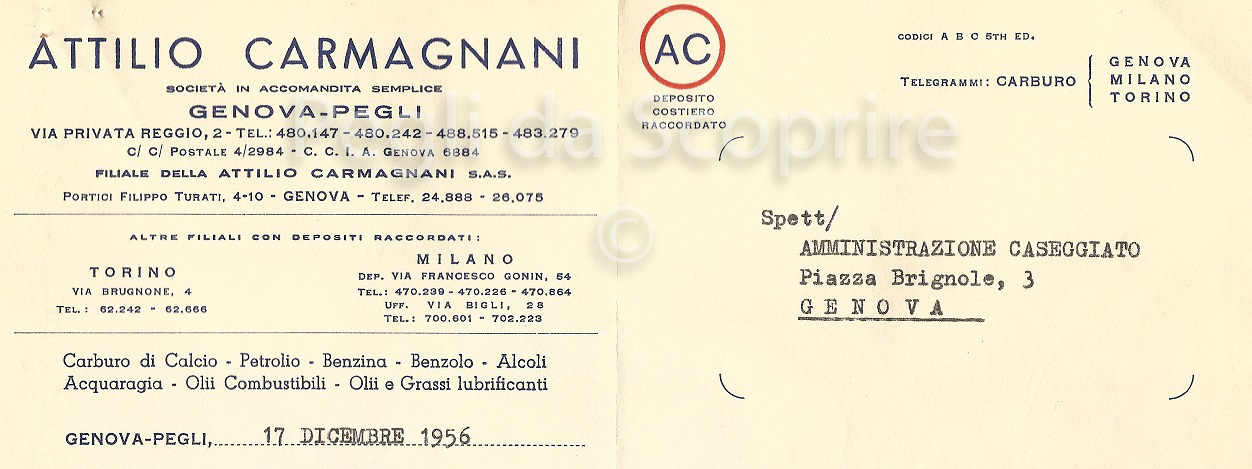 ATTILIO CARMAGNANI
SOCIETÀ IN ACCOMANDITA SEMPLICE
GENOVA-PEGLI
VIA PRIVATA REGGIO, 2 - TEL.: 480.147 - 480.242 - 488.515 - 483.279
C/ C/ POSTALE 4/2984 - C. C. I. A. GENOVA 6884
FILIALE DELLA ATTILIO CARMAGNANI S.A.S.
PORTICI FILIPPO TURATI, 4-10 - GENOVA - TELEF. 24.888 - 26.075
ALTRE FILIALI CON DEPOSITI RACCORDATI:
TORINO
VIA BRUGNONE, 4
TEL.: 62.242 - 62.666
MILANO
DEP. VIA FRANCESCO GONIN, 54
TEL.: 470.239 - 470.226 - 470.864
UFF. VIA BIGLI, 28
TEL.: 700.601 - 702.223
Carburo di Calcio - Petrolio - Benzina - Benzolo - Alcoli
Acquaragia - Olii Combustibili - Olii e Grassi lubrificanti
GENOVA-PEGLI, 17 DICEMBRE 1956
AC
DEPOSITO
COSTIERO
RACCORDATO
CODICI A B C 5TH ED.
TELEGRAMMI: CARBURO
GENOVA
MILANO
TORINO
Spett/
AMMINISTRAZIONE CASEGGIATO
Piazza Brignole, 3
GENOVA
Pegli da Scoprire
©